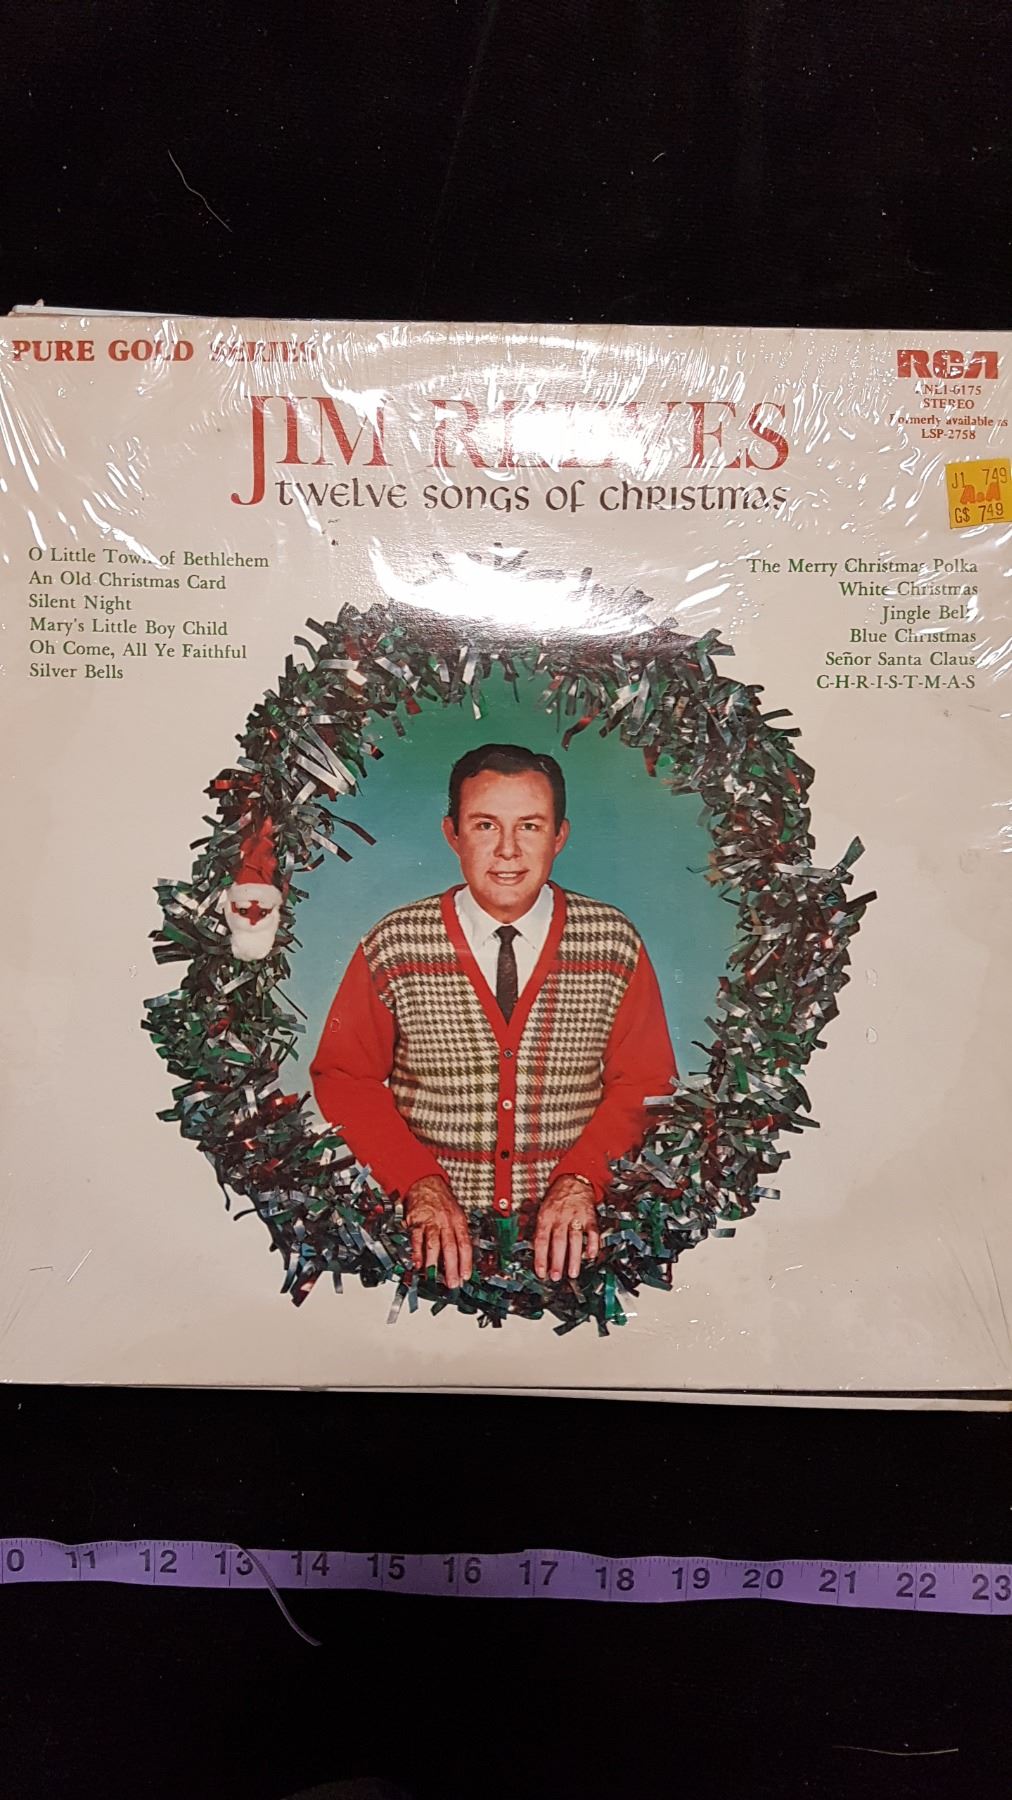 PURE GOLD SERIES
RCA
ANL1-6175
STEREO
Formerly available as
LSP-2758
JIM REEVES
twelve songs of christmas
J1 749
A&A
G$ 749
O Little Town of Bethlehem
An Old Christmas Card
Silent Night
Mary's Little Boy Child
Oh Come, All Ye Faithful
Silver Bells
The Merry Christmas Polka
White Christmas
Jingle Bells
Blue Christmas
Señor Santa Claus
C-H-R-I-S-T-M-A-S
0 11 12 13 14 15 16 17 18 19 20 21 22 23